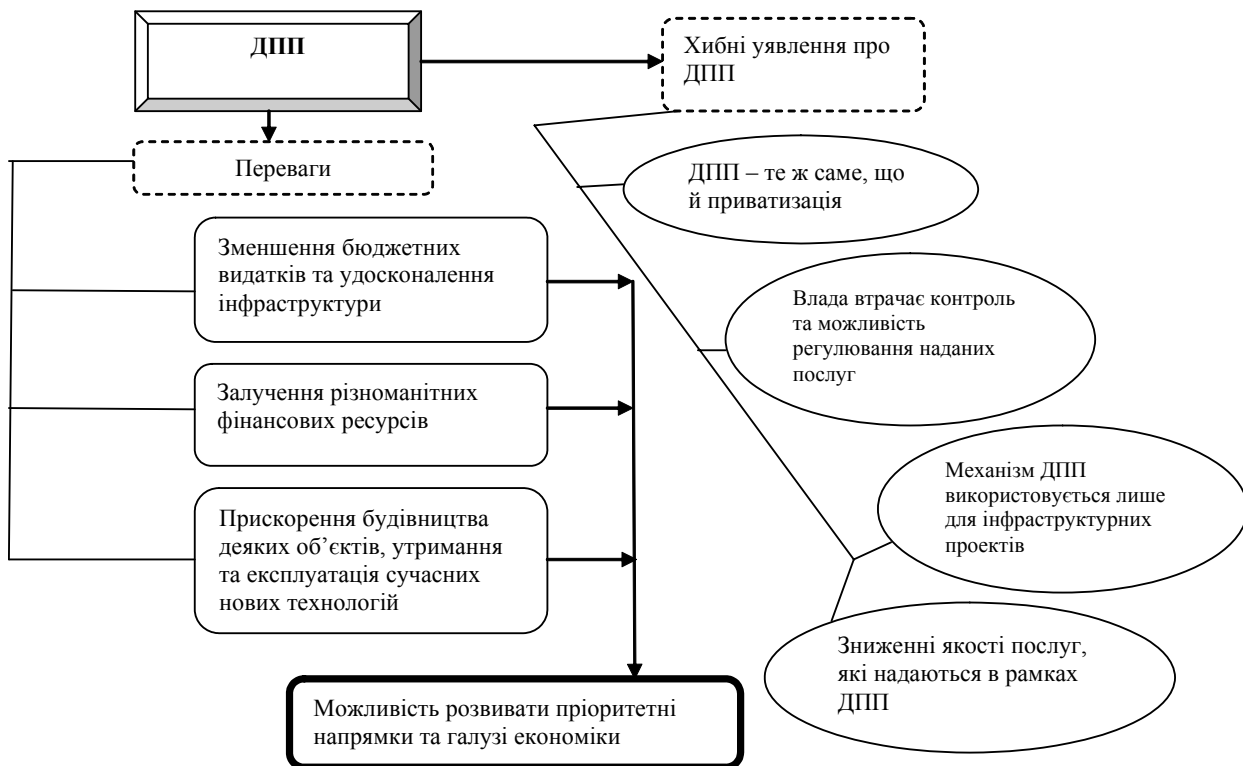 ДПП
Хибні уявлення про
ДПП
Переваги
ДПП – те ж саме, що
й приватизація
Зменшення бюджетних
видатків та удосконалення
інфраструктури
Влада втрачає контроль
та можливість
регулювання наданих
послуг
Залучення різноманітних
фінансових ресурсів
Механізм ДПП
використовується лише
для інфраструктурних
проектів
Прискорення будівництва
деяких об’єктів, утримання
та експлуатація сучасних
нових технологій
Зниженні якості послуг,
які надаються в рамках
ДПП
Можливість розвивати пріоритетні
напрямки та галузі економіки